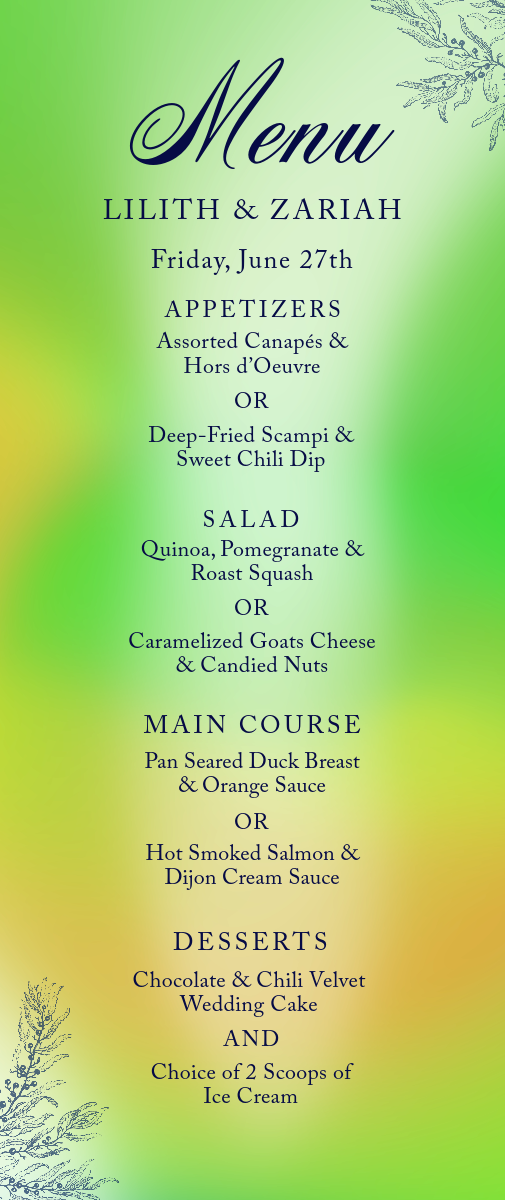 Menu
LILITH & ZARIAH
Friday, June 27th
APPETIZERS
Assorted Canapés &
Hors d’Oeuvre
OR
Deep-Fried Scampi &
Sweet Chili Dip
SALAD
Quinoa, Pomegranate &
Roast Squash
OR
Caramelized Goats Cheese
& Candied Nuts
MAIN COURSE
Pan Seared Duck Breast
& Orange Sauce
OR
Hot Smoked Salmon &
Dijon Cream Sauce
DESSERTS
Chocolate & Chili Velvet
Wedding Cake
AND
Choice of 2 Scoops of
Ice Cream